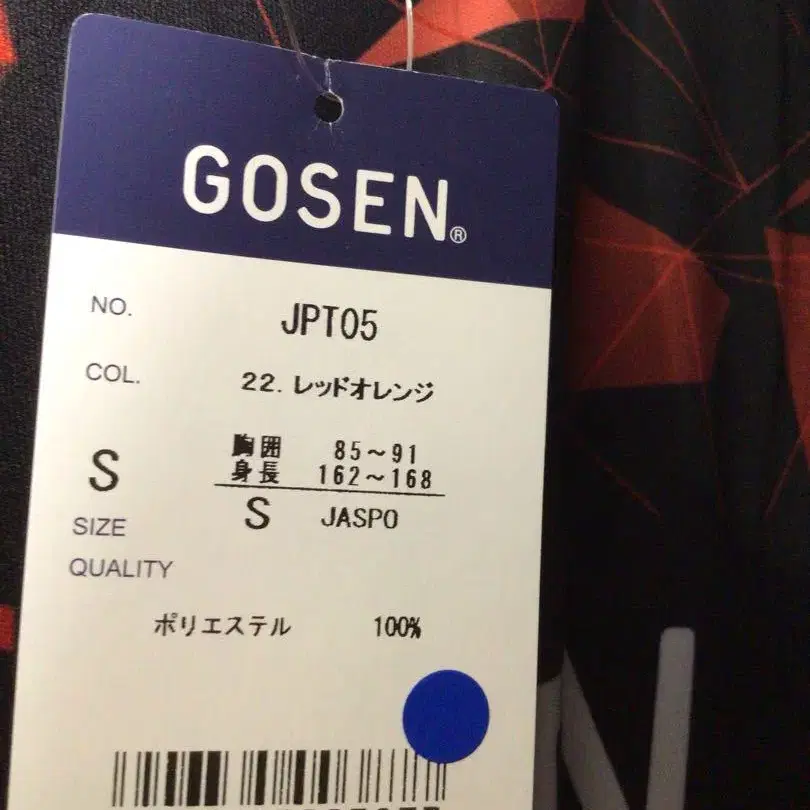 GOSEN®
NO. JPT05
COL. 22. レッドオレンジ
胸囲 85～91
S 身長 162～168
SIZE S JASPO
QUALITY
ポリエステル 100%
N